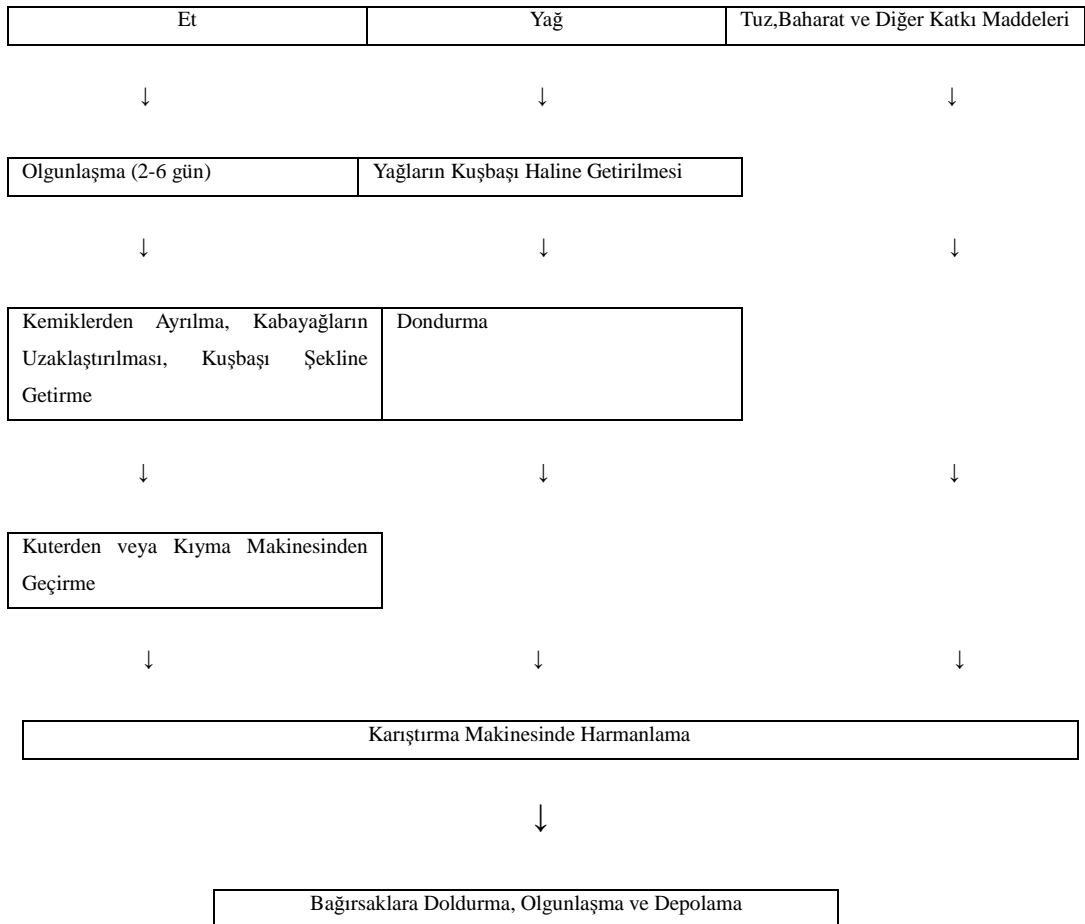 Et Yağ Tuz,Baharat ve Diğer Katkı Maddeleri
↓ ↓ ↓
Olgunlaşma (2-6 gün) Yağların Kuşbaşı Haline Getirilmesi
↓ ↓ ↓
Kemiklerden Ayrılma, Kabayağların
Uzaklaştırılması, Kuşbaşı Şekline
Getirme
Dondurma
↓ ↓ ↓
Kuterden veya Kıyma Makinesinden
Geçirme
↓ ↓ ↓
Karıştırma Makinesinde Harmanlama
↓
Bağırsaklara Doldurma, Olgunlaşma ve Depolama